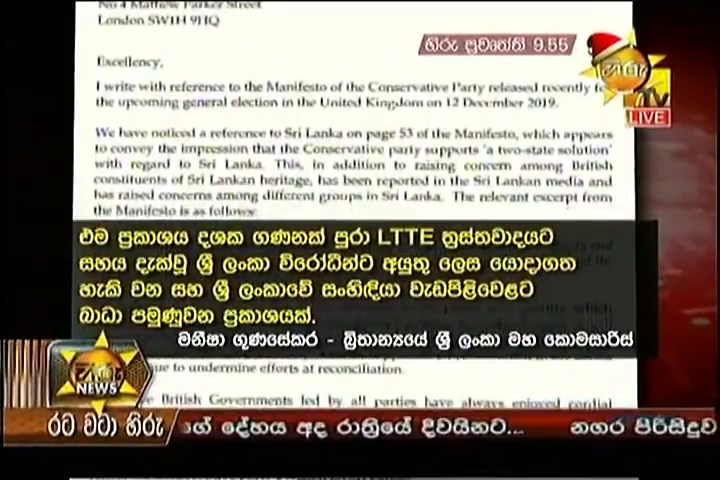 No 4 Matthew Parker Street
London SW1H 9HQ
හිරු ප්‍රවෘත්ති 9.55
හිරු
TV
LIVE
Excellency,
I write with reference to the Manifesto of the Conservative Party released recently for
the upcoming general election in the United Kingdom on 12 December 2019.
We have noticed a reference to Sri Lanka on page 53 of the Manifesto, which appears
to convey the impression that the Conservative party supports 'a two-state solution'
with regard to Sri Lanka. This, in addition to raising concern among British
constituents of Sri Lankan heritage, has been reported in the Sri Lankan media and
has raised concerns among different groups in Sri Lanka. The relevant excerpt from
the Manifesto is as follows:
එම ප්‍රකාශය දශක ගණනක් පුරා LTTE ත්‍රස්තවාදයට
සහය දැක්වූ ශ්‍රී ලංකා විරෝධීන්ට අයුතු ලෙස යොදාගත
හැකි වන සහ ශ්‍රී ලංකාවේ සංහිඳියා වැඩපිළිවෙළට
බාධා පමුණුවන ප්‍රකාශයක්.
මනීෂා ගුණසේකර - බ්‍රිතාන්‍යයේ ශ්‍රී ලංකා මහ කොමසාරිස්
to undermine efforts at reconciliation.
British Governments led by all parties have always enjoyed cordial
හිරු
NEWS
රට වටා හිරු
ගේ දේහය අද රාත්‍රියේ දිවයිනට... නගර පිරිසිදුව